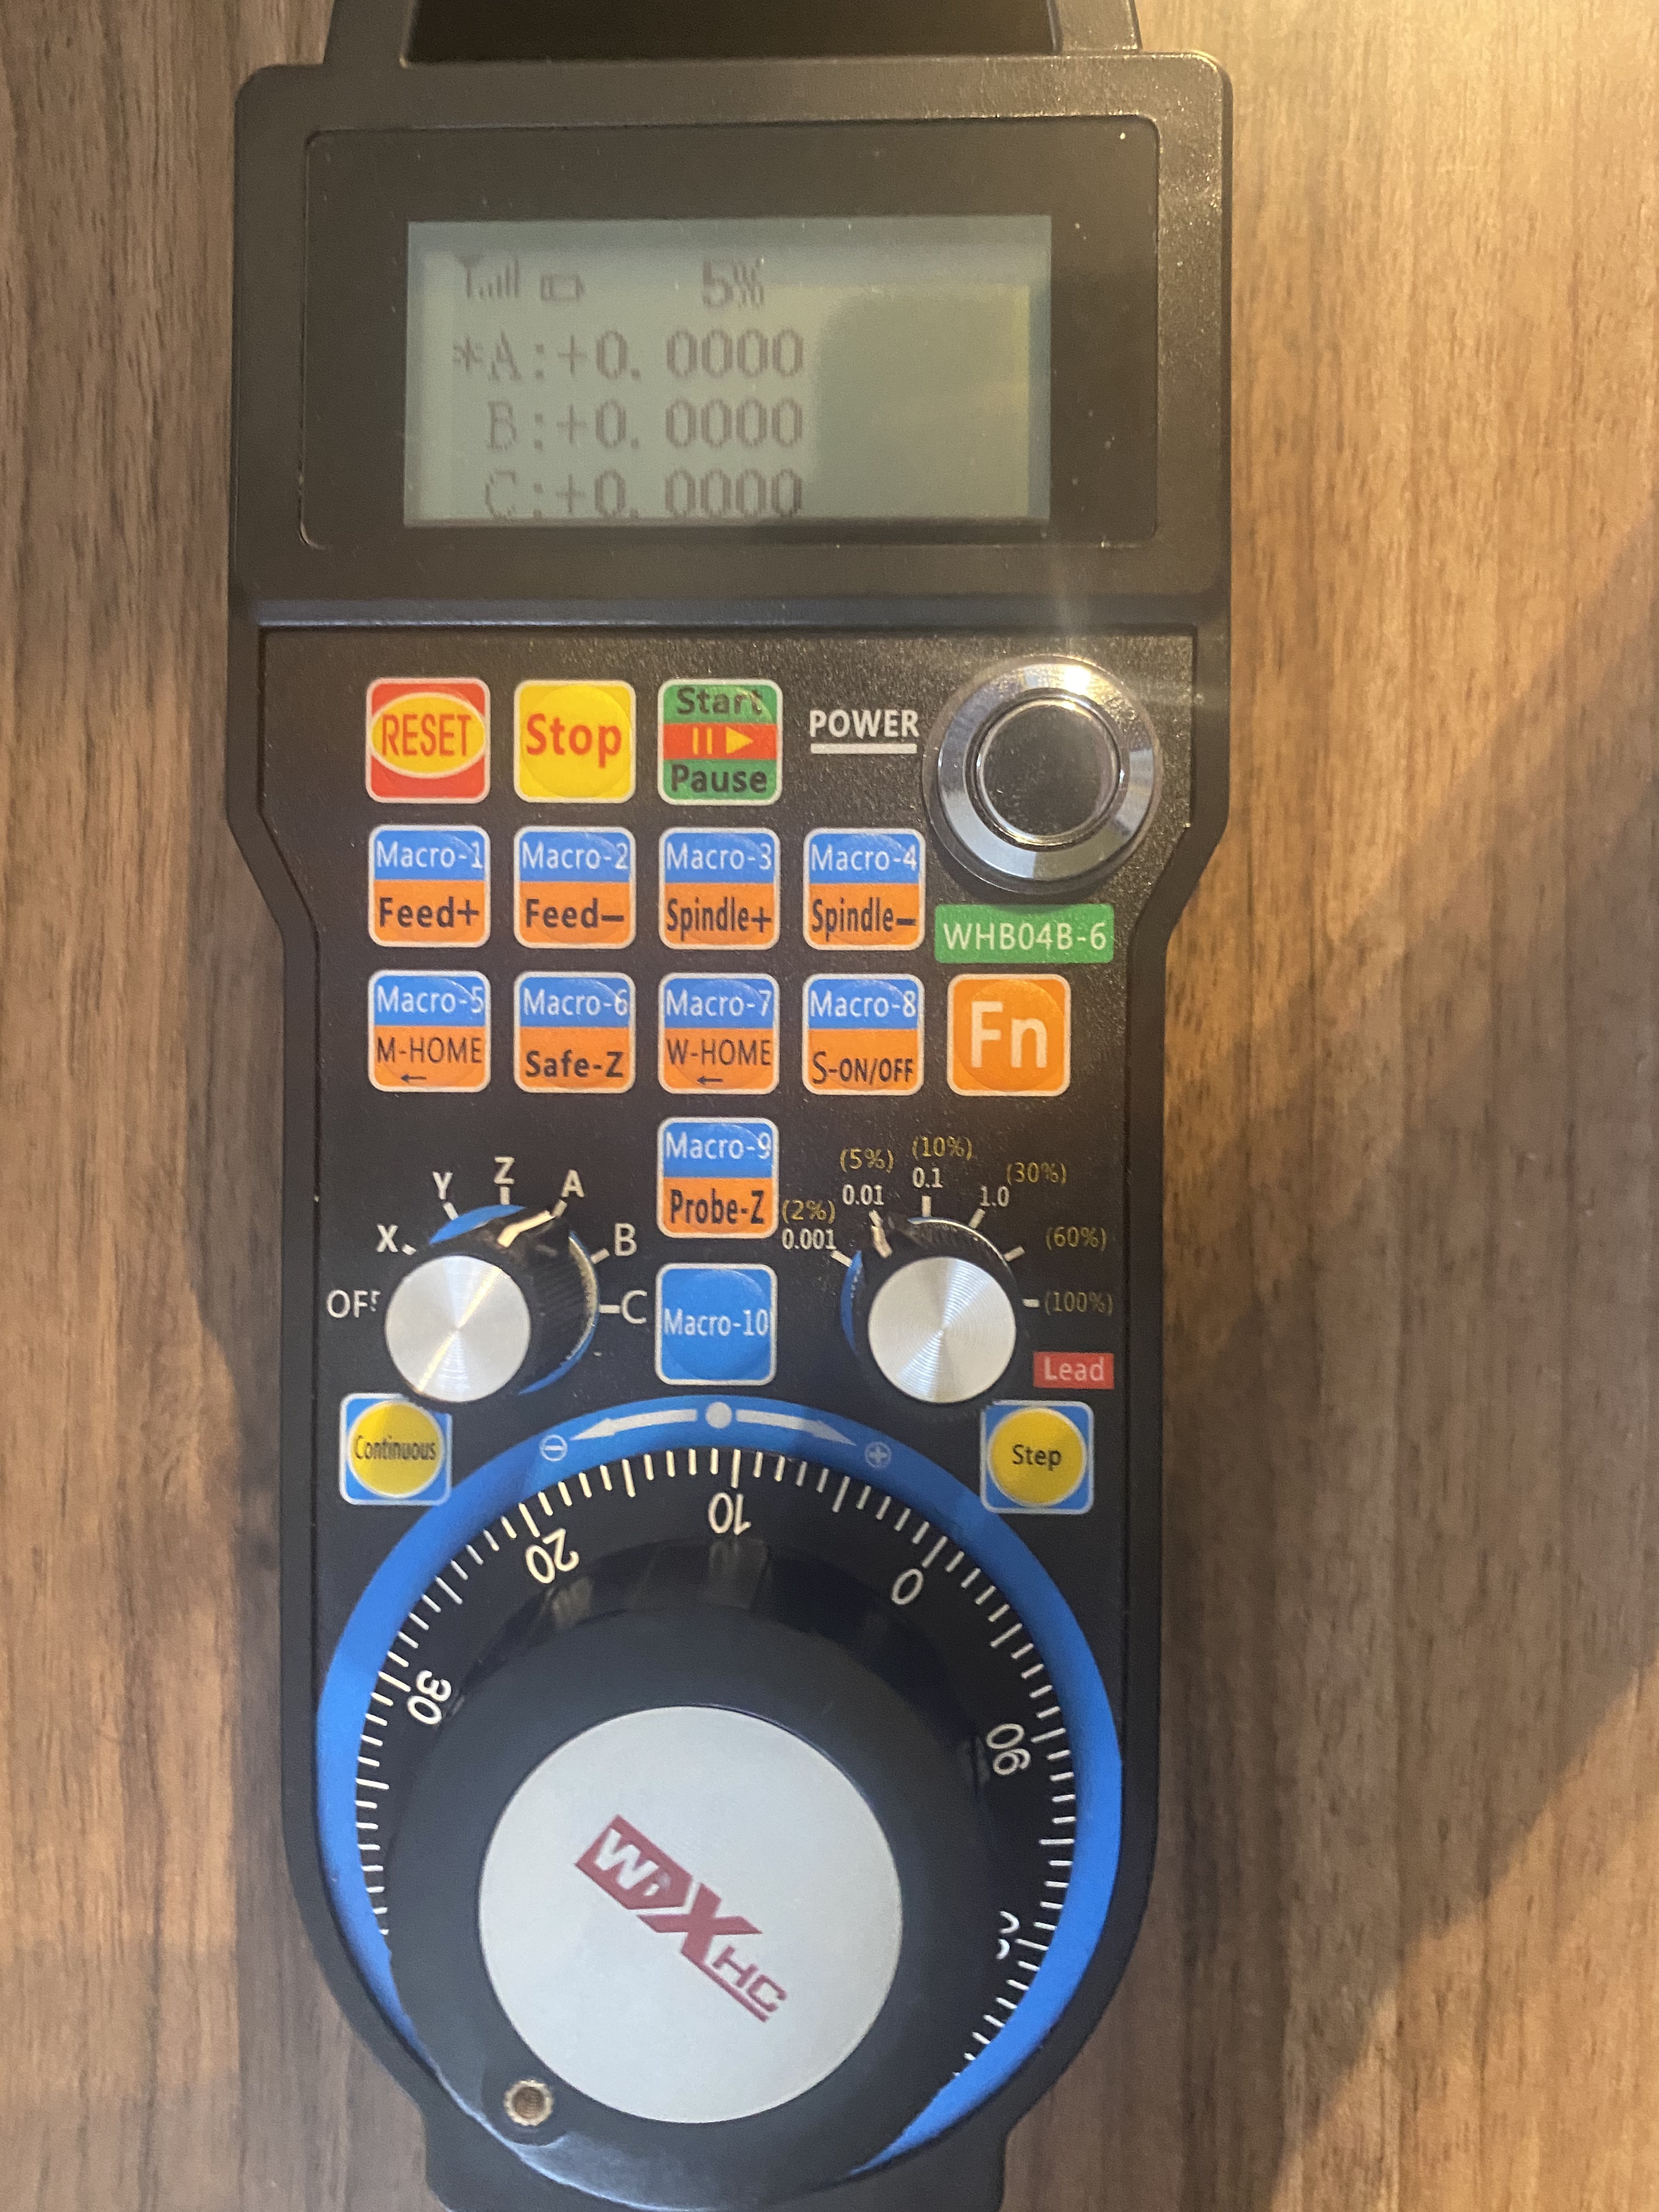 5%
*A:+0.0000
B:+0.0000
C:+0.0000
RESET
Stop
Start
Pause
POWER
Macro-1
Feed+
Macro-2
Feed–
Macro-3
Spindle+
Macro-4
Spindle–
WHB04B-6
Macro-5
M-HOME
←
Macro-6
Safe-Z
Macro-7
W-HOME
←
Macro-8
S-ON/OFF
Fn
Macro-9
Probe-Z
Macro-10
X
Y
Z
A
B
C
(2%)
0.001
(5%)
0.01
(10%)
0.1
(30%)
1.0
(60%)
(100%)
Lead
Continuous
Step
30
20
10
0
90
HC